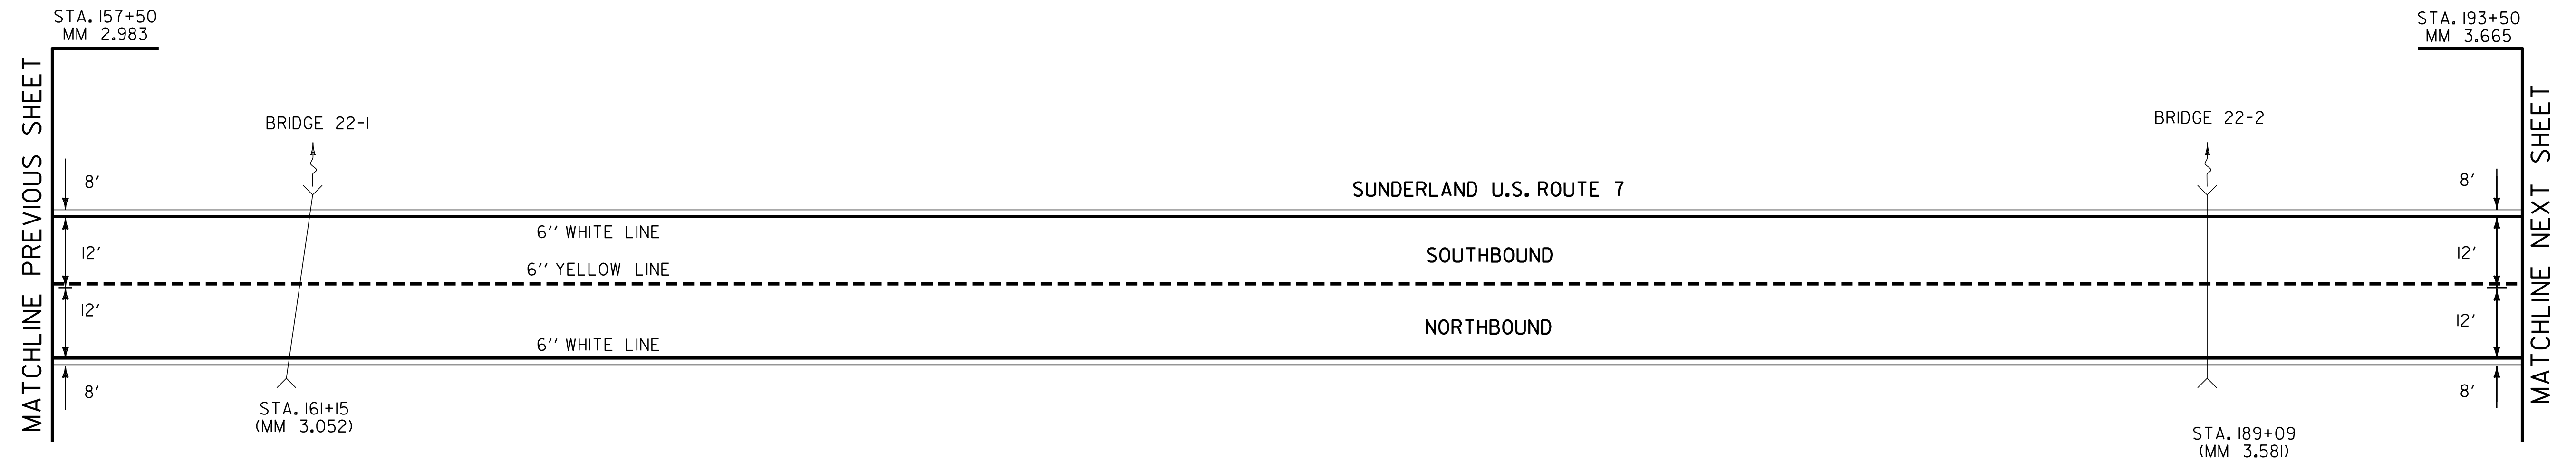 STA. 157+50
MM 2.983
STA. 193+50
MM 3.665
MATCHLINE PREVIOUS SHEET
MATCHLINE NEXT SHEET
BRIDGE 22-1
BRIDGE 22-2
8'
SUNDERLAND U.S. ROUTE 7
8'
6'' WHITE LINE
12'
SOUTHBOUND
12'
6'' YELLOW LINE
12'
NORTHBOUND
12'
6'' WHITE LINE
8'
8'
STA. 161+15
(MM 3.052)
STA. 189+09
(MM 3.581)